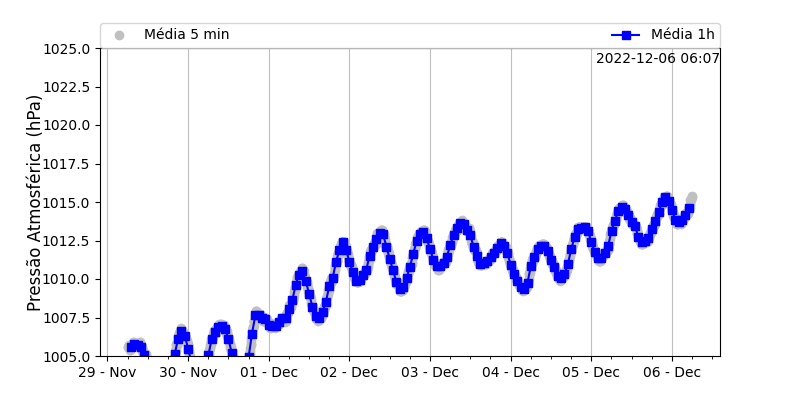 Média 5 min
Média 1h
2022-12-06 06:07
Pressão Atmosférica (hPa)
1025.0
1022.5
1020.0
1017.5
1015.0
1012.5
1010.0
1007.5
1005.0
29 - Nov
30 - Nov
01 - Dec
02 - Dec
03 - Dec
04 - Dec
05 - Dec
06 - Dec